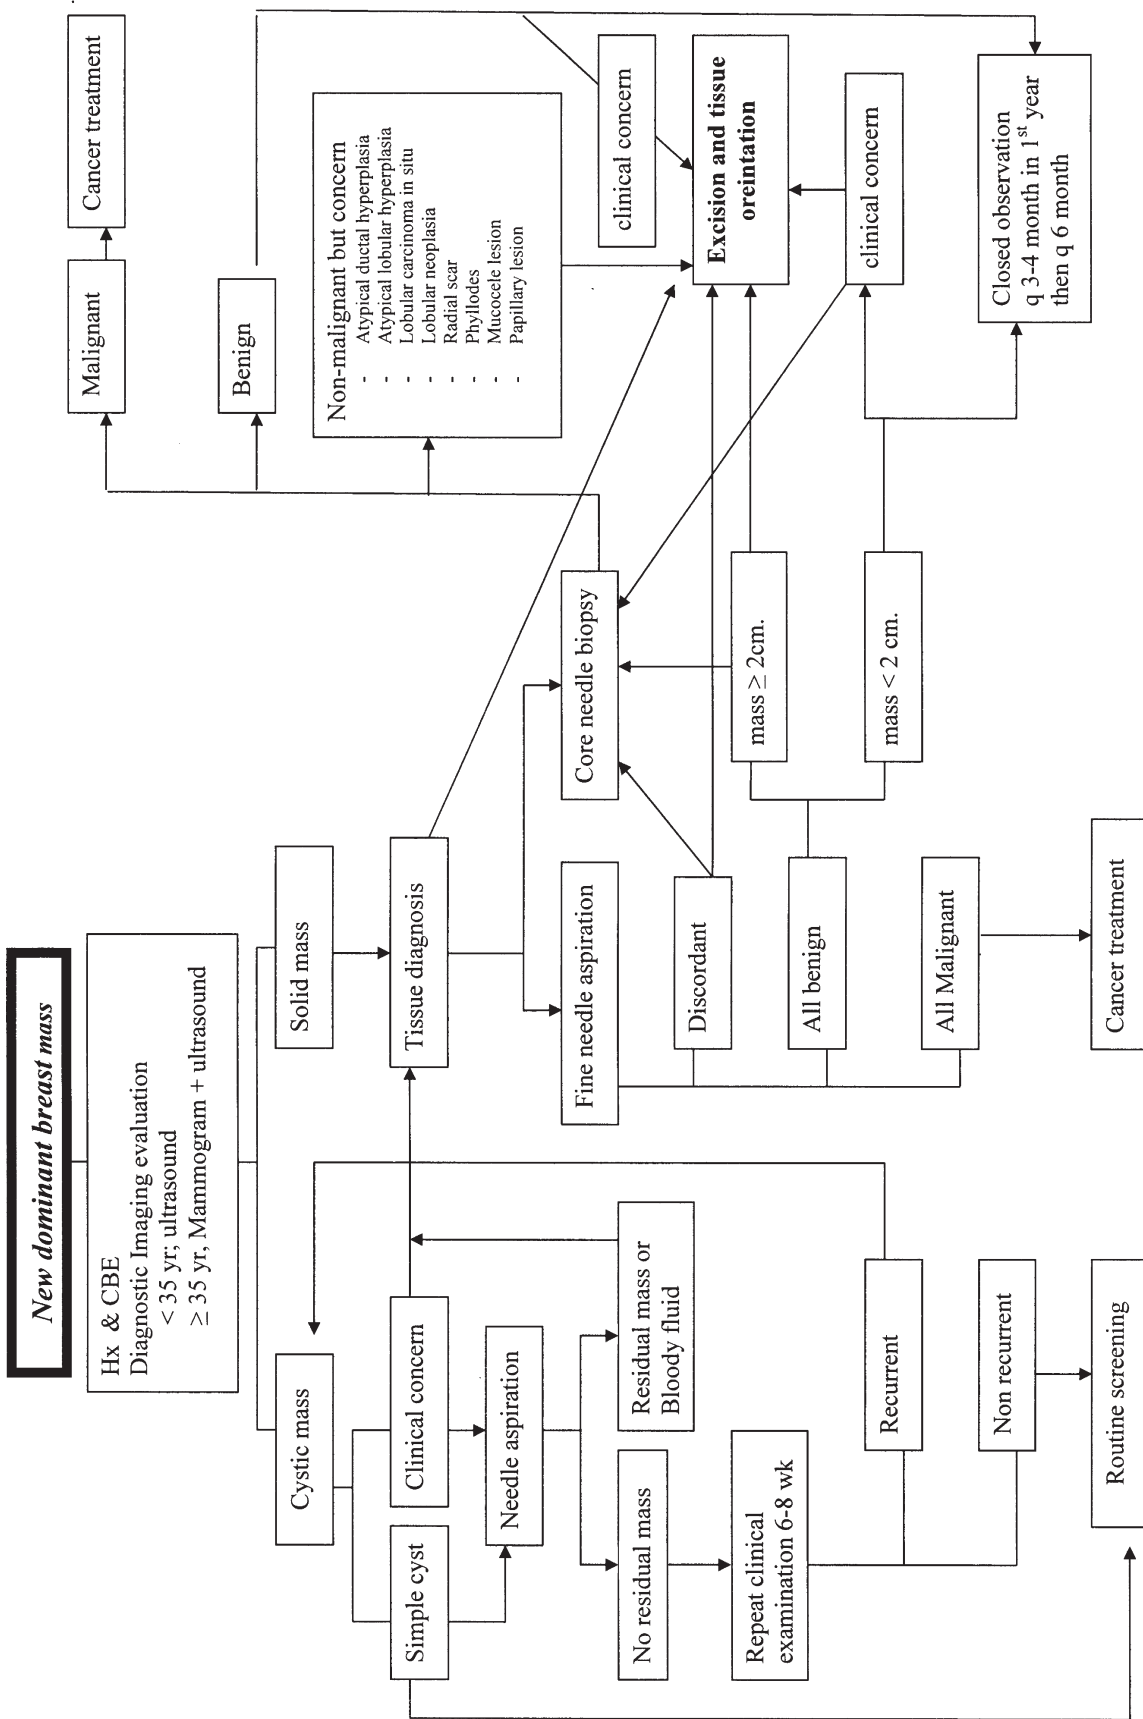 New dominant breast mass
Hx & CBE
Diagnostic Imaging evaluation
< 35 yr; ultrasound
≥ 35 yr, Mammogram + ultrasound
Cystic mass
Solid mass
Simple cyst
Clinical concern
Tissue diagnosis
Needle aspiration
Fine needle aspiration
Core needle biopsy
No residual mass
Residual mass or
Bloody fluid
Repeat clinical
examination 6-8 wk
Recurrent
Non recurrent
Routine screening
Discordant
All benign
All Malignant
Cancer treatment
mass ≥ 2cm.
mass < 2 cm.
Malignant
Cancer treatment
Benign
Non-malignant but concern
- Atypical ductal hyperplasia
- Atypical lobular hyperplasia
- Lobular carcinoma in situ
- Lobular neoplasia
- Radial scar
- Phyllodes
- Mucocele lesion
- Papillary lesion
clinical concern
Excision and tissue
oreintation
clinical concern
Closed observation
q 3-4 month in 1st year
then q 6 month